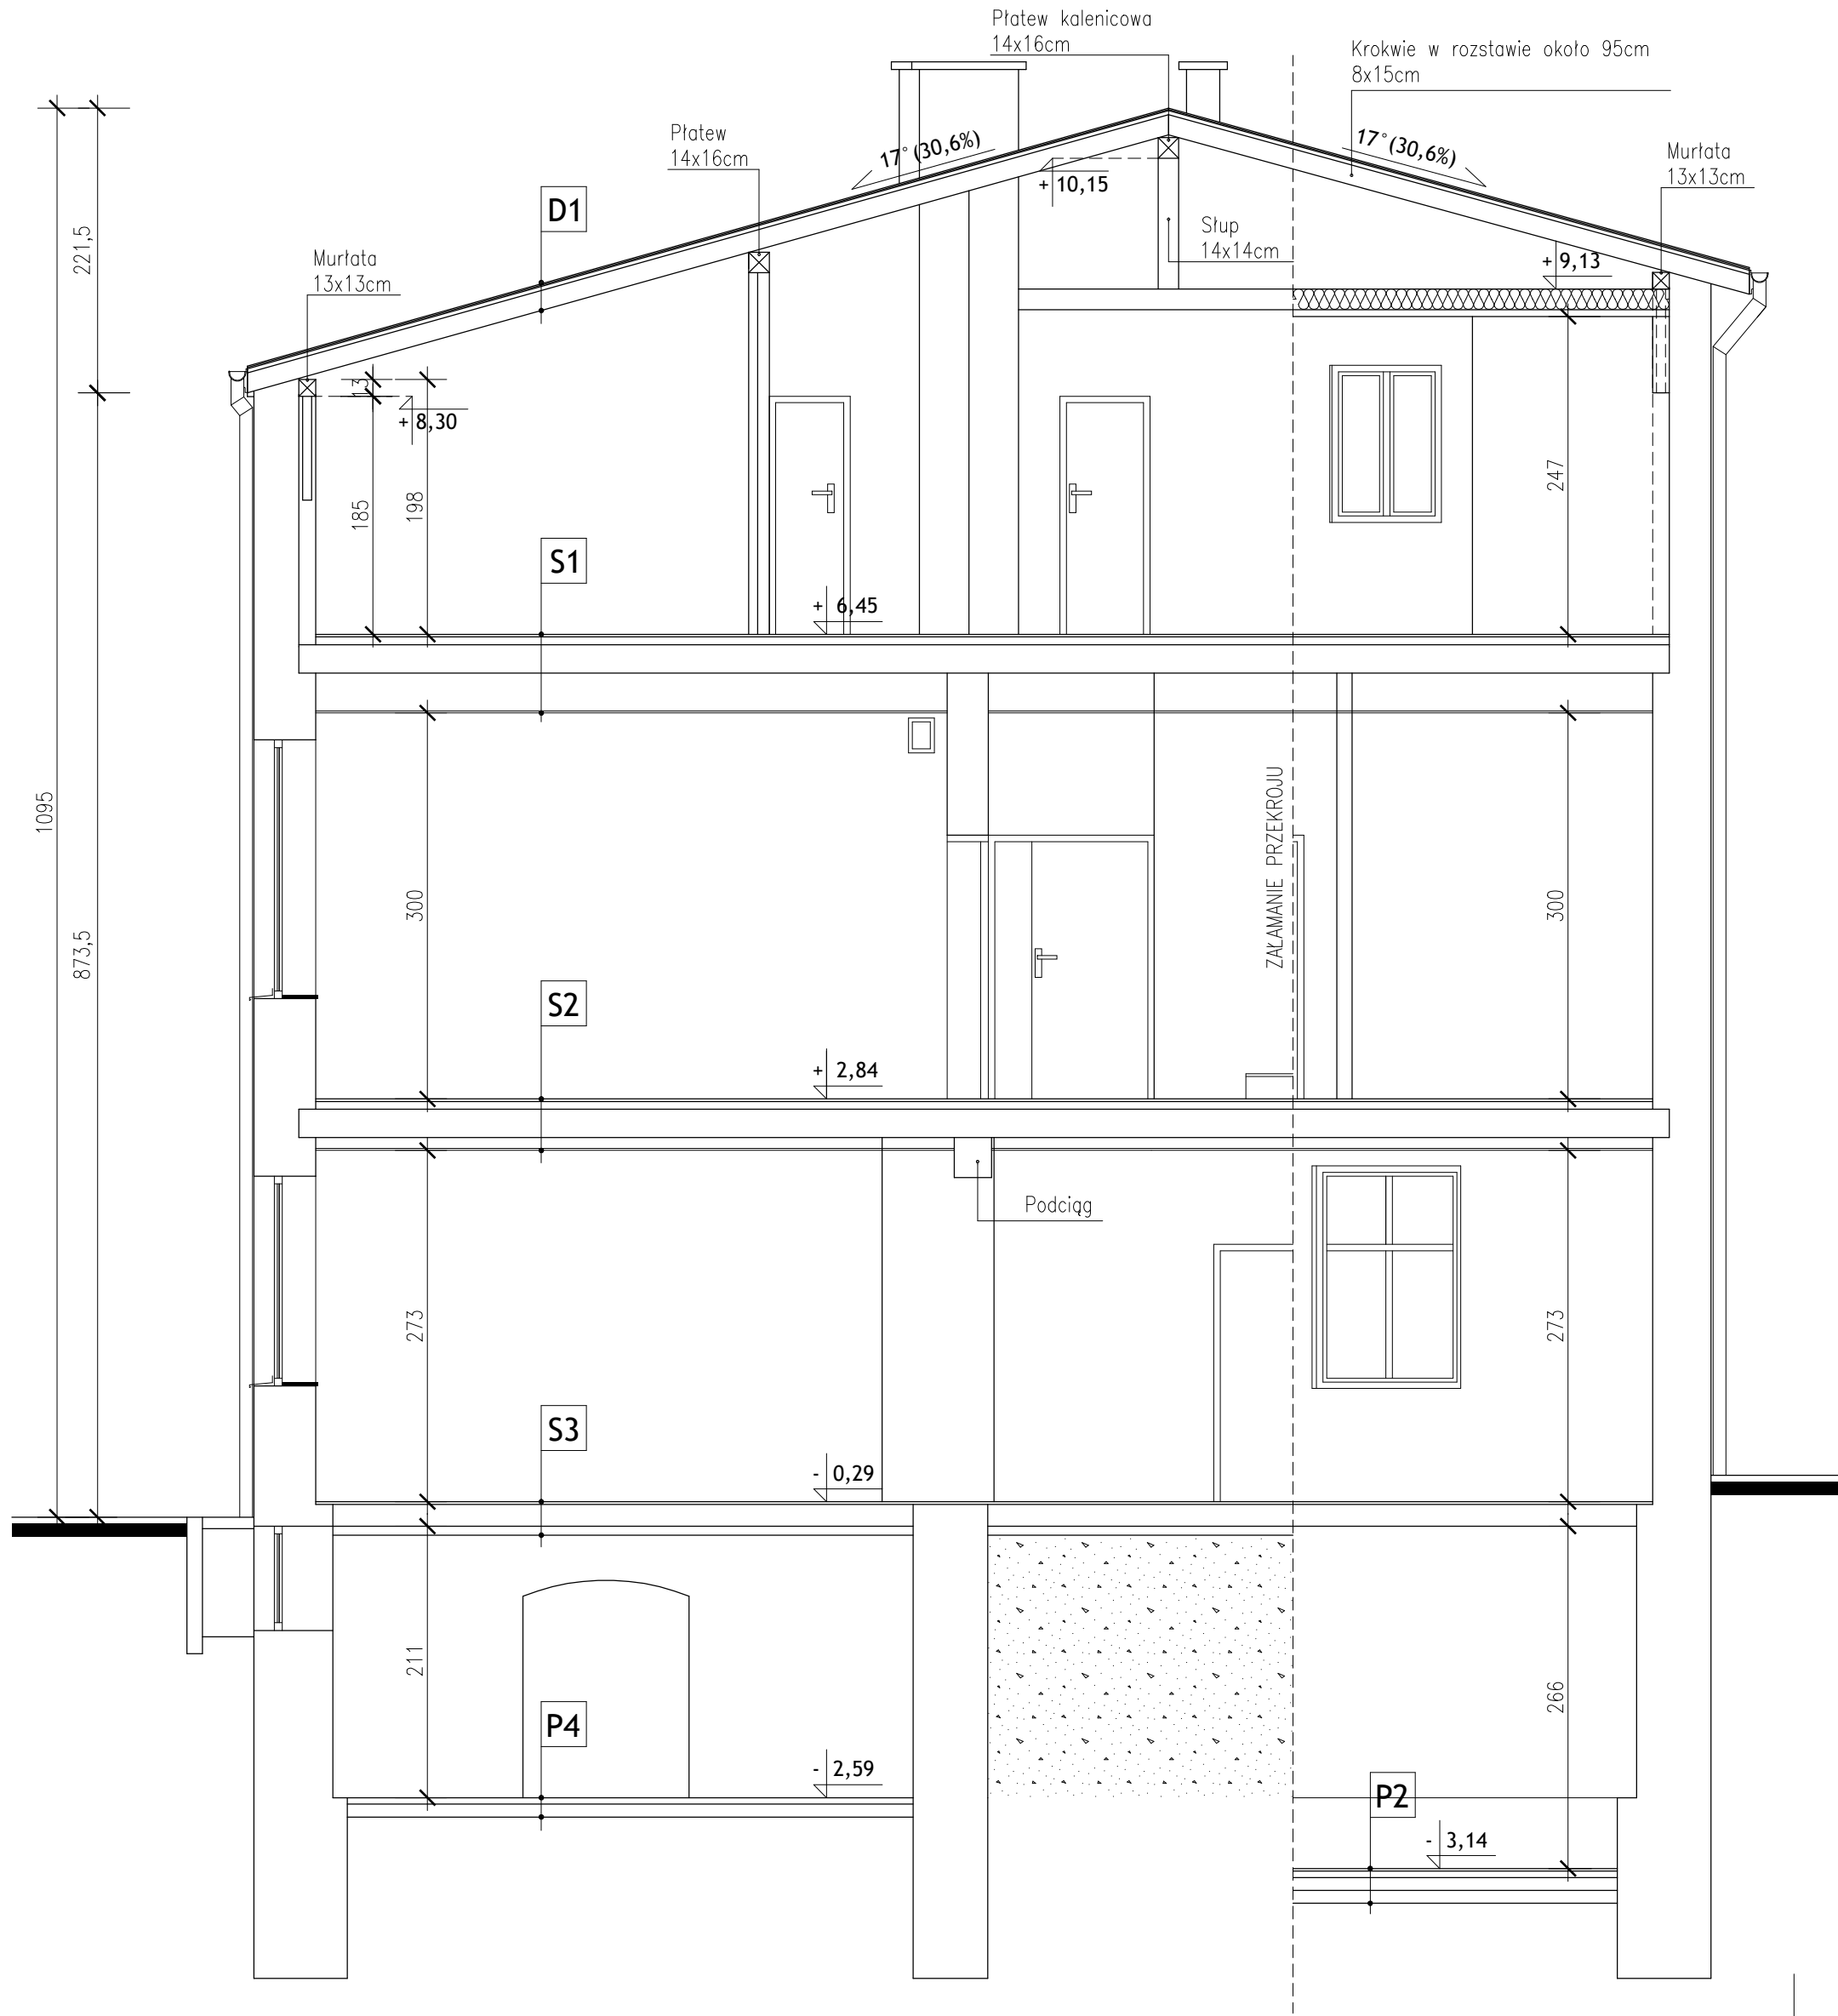 Płatew kalenicowa
14x16cm
Krokwie w rozstawie około 95cm
8x15cm
Płatew
14x16cm
17°(30,6%)
17°(30,6%)
Murłata
13x13cm
+ 10,15
D1
Słup
14x14cm
221,5
Murłata
13x13cm
+ 9,13
13
+ 8,30
185
198
247
S1
+ 6,45
1095
873,5
ZAŁAMANIE PRZEKROJU
300
300
S2
+ 2,84
Podciąg
273
273
S3
- 0,29
211
266
P4
- 2,59
P2
- 3,14